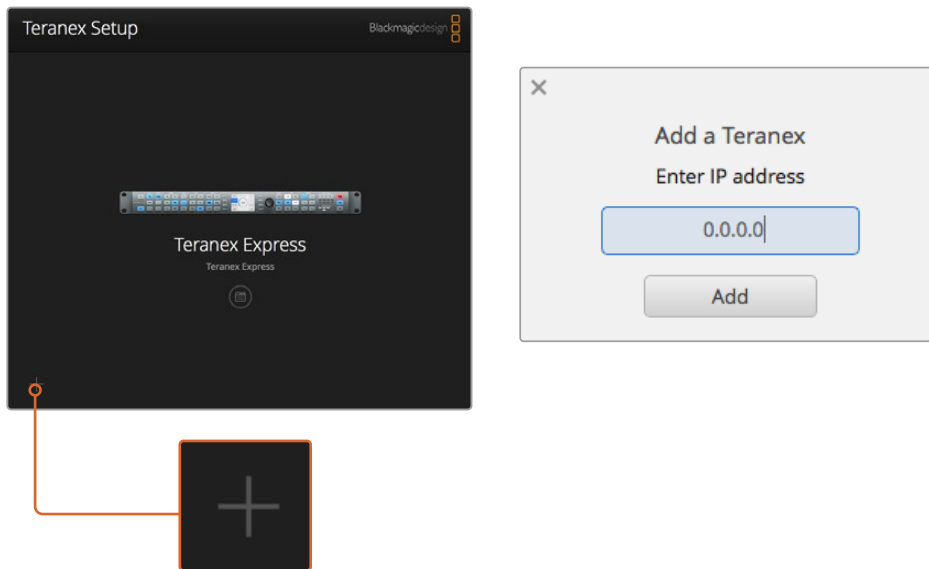 Teranex Setup
Blackmagicdesign
Teranex Express
Teranex Express
Add a Teranex
Enter IP address
0.0.0.0
Add